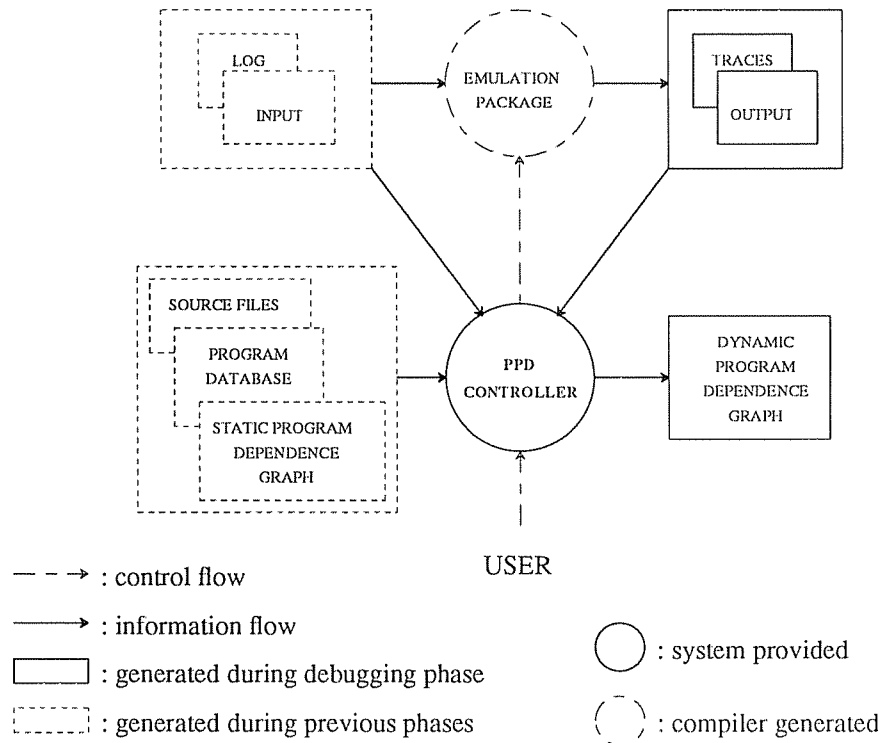 LOG
INPUT
EMULATION
PACKAGE
TRACES
OUTPUT
SOURCE FILES
PROGRAM
DATABASE
STATIC PROGRAM
DEPENDENCE
GRAPH
PPD
CONTROLLER
DYNAMIC
PROGRAM
DEPENDENCE
GRAPH
USER
: control flow
: information flow
: generated during debugging phase
: generated during previous phases
: system provided
: compiler generated